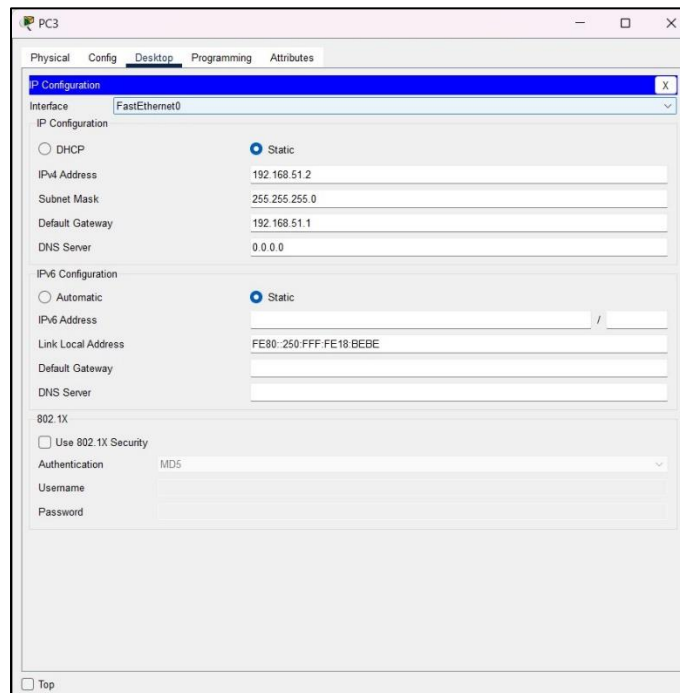 PC3
Physical Config Desktop Programming Attributes
IP Configuration X
Interface FastEthernet0
IP Configuration
DHCP Static
IPv4 Address 192.168.51.2
Subnet Mask 255.255.255.0
Default Gateway 192.168.51.1
DNS Server 0.0.0.0
IPv6 Configuration
Automatic Static
IPv6 Address /
Link Local Address FE80::250:FFF:FE18:BEBE
Default Gateway
DNS Server
802.1X
Use 802.1X Security
Authentication MD5
Username
Password
Top